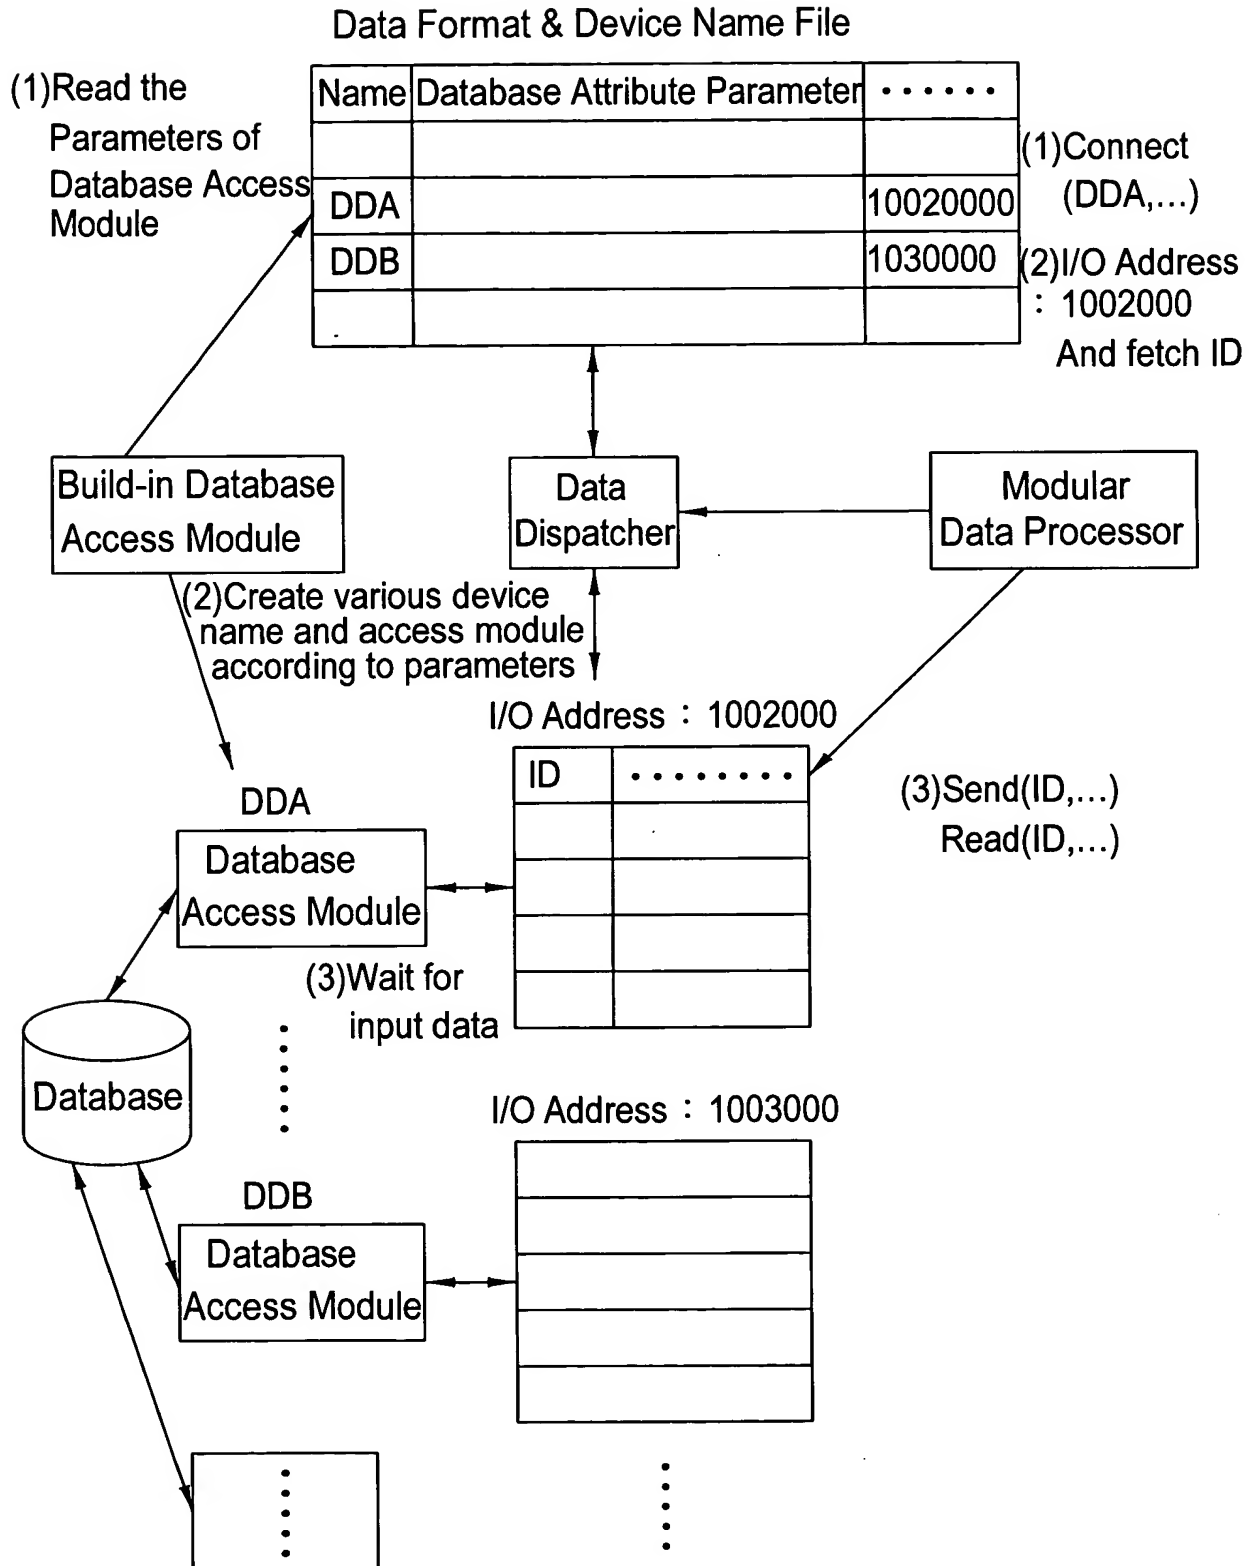 Data Format & Device Name File
(1)Read the
Parameters of
Database Access
Module
Name Database Attribute Parameter ······
DDA 10020000
DDB 1030000
(1)Connect
(DDA,...)
(2)I/O Address
: 1002000
And fetch ID
Build-in Database
Access Module
Data
Dispatcher
Modular
Data Processor
(2)Create various device
name and access module
according to parameters
I/O Address : 1002000
ID ········
(3)Send(ID,...)
Read(ID,...)
DDA
Database
Access Module
(3)Wait for
input data
Database
I/O Address : 1003000
DDB
Database
Access Module